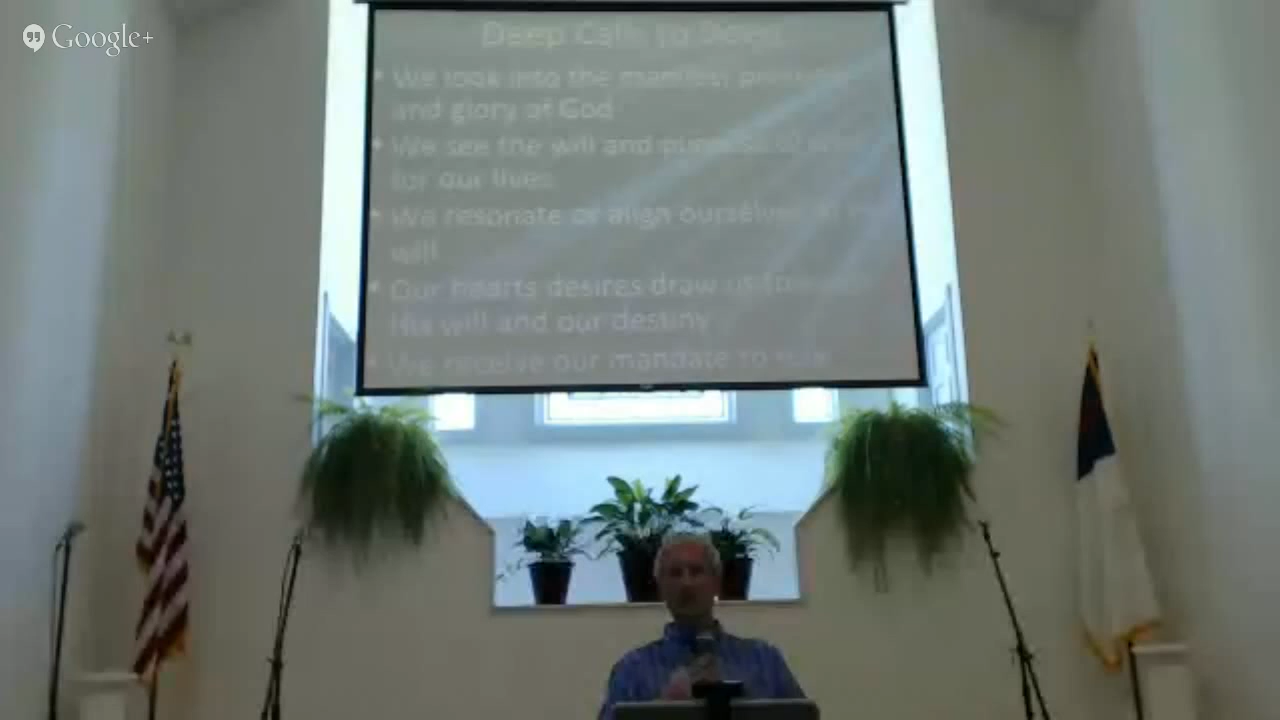 Google+
Deep Calls to Deep
We look into the manifest
and glory of God
We see the will and purpose of
for our lives
We resonate or align ourselves
will
Our hearts desires draw us
His will and our destiny
We receive our mandate to